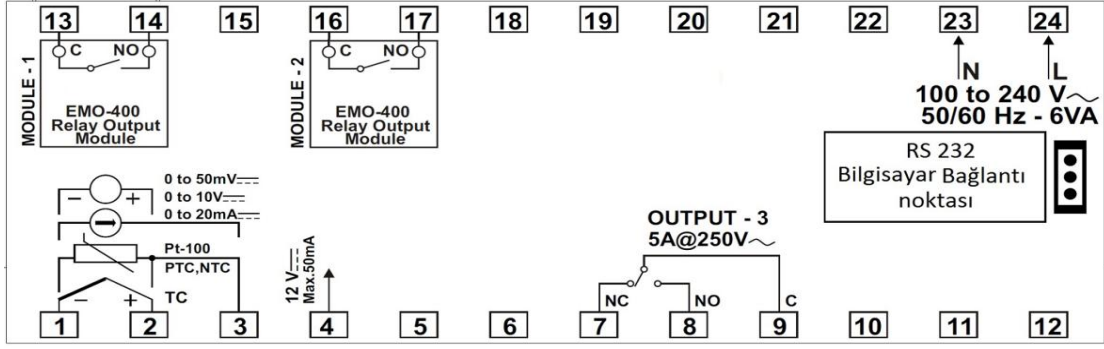 13 14 15 16 17 18 19 20 21 22 23 24
C NO
MODULE - 1
EMO-400
Relay Output
Module
C NO
MODULE - 2
EMO-400
Relay Output
Module
N L
100 to 240 V
50/60 Hz - 6VA
RS 232
Bilgisayar Bağlantı
noktası
0 to 50mV
0 to 10V
0 to 20mA
Pt-100
PTC,NTC
TC
12 V
Max.50mA
OUTPUT - 3
5A@250V
NC NO C
1 2 3 4 5 6 7 8 9 10 11 12